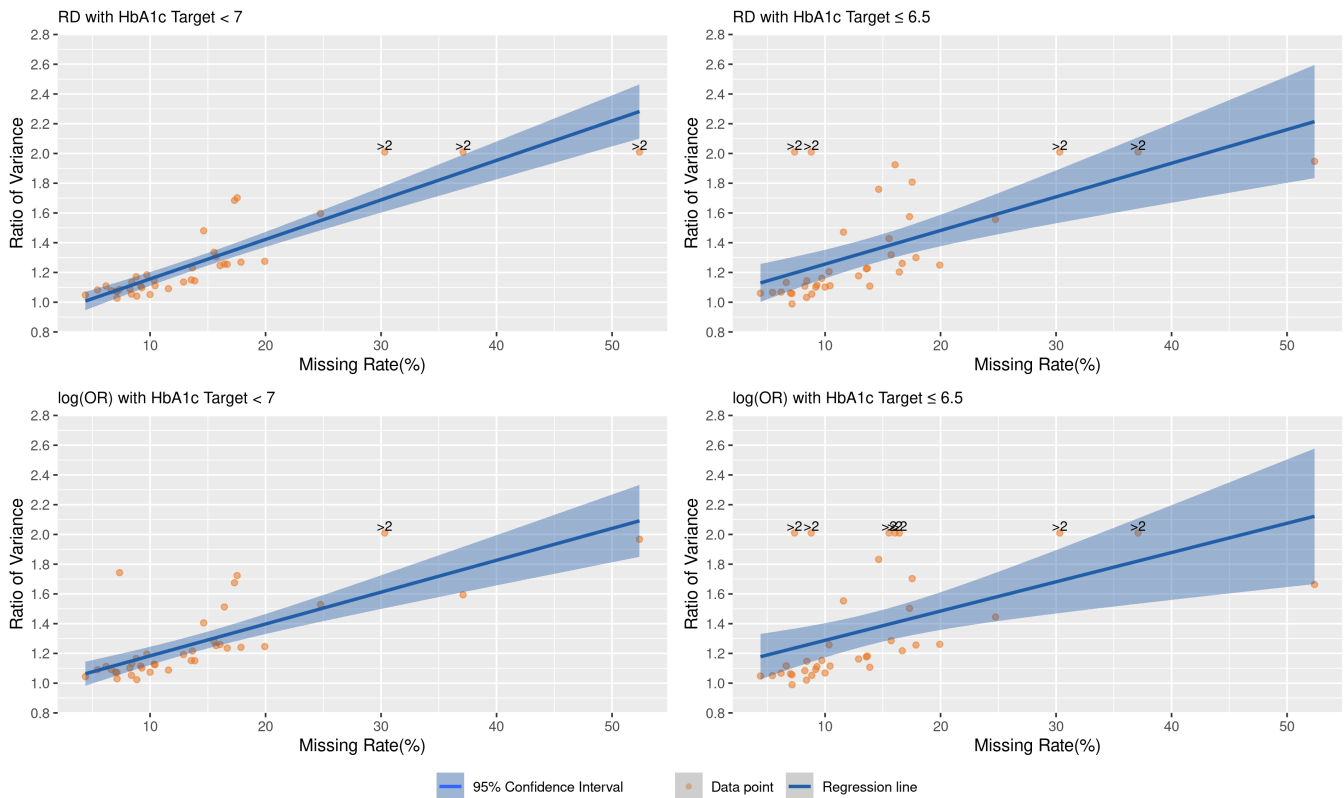 RD with HbA1c Target < 7
2.8
2.6
2.4
2.2
2.0
1.8
1.6
1.4
1.2
1.0
0.8
Ratio of Variance
>2 >2 >2
10 20 30 40 50
Missing Rate(%)
RD with HbA1c Target ≤ 6.5
2.8
2.6
2.4
2.2
2.0
1.8
1.6
1.4
1.2
1.0
0.8
Ratio of Variance
>2 >2 >2 >2
10 20 30 40 50
Missing Rate(%)
log(OR) with HbA1c Target < 7
2.8
2.6
2.4
2.2
2.0
1.8
1.6
1.4
1.2
1.0
0.8
Ratio of Variance
>2
10 20 30 40 50
Missing Rate(%)
log(OR) with HbA1c Target ≤ 6.5
2.8
2.6
2.4
2.2
2.0
1.8
1.6
1.4
1.2
1.0
0.8
Ratio of Variance
>2 >2 >2 >2 >2 >2 >2
10 20 30 40 50
Missing Rate(%)
95% Confidence Interval Data point Regression line